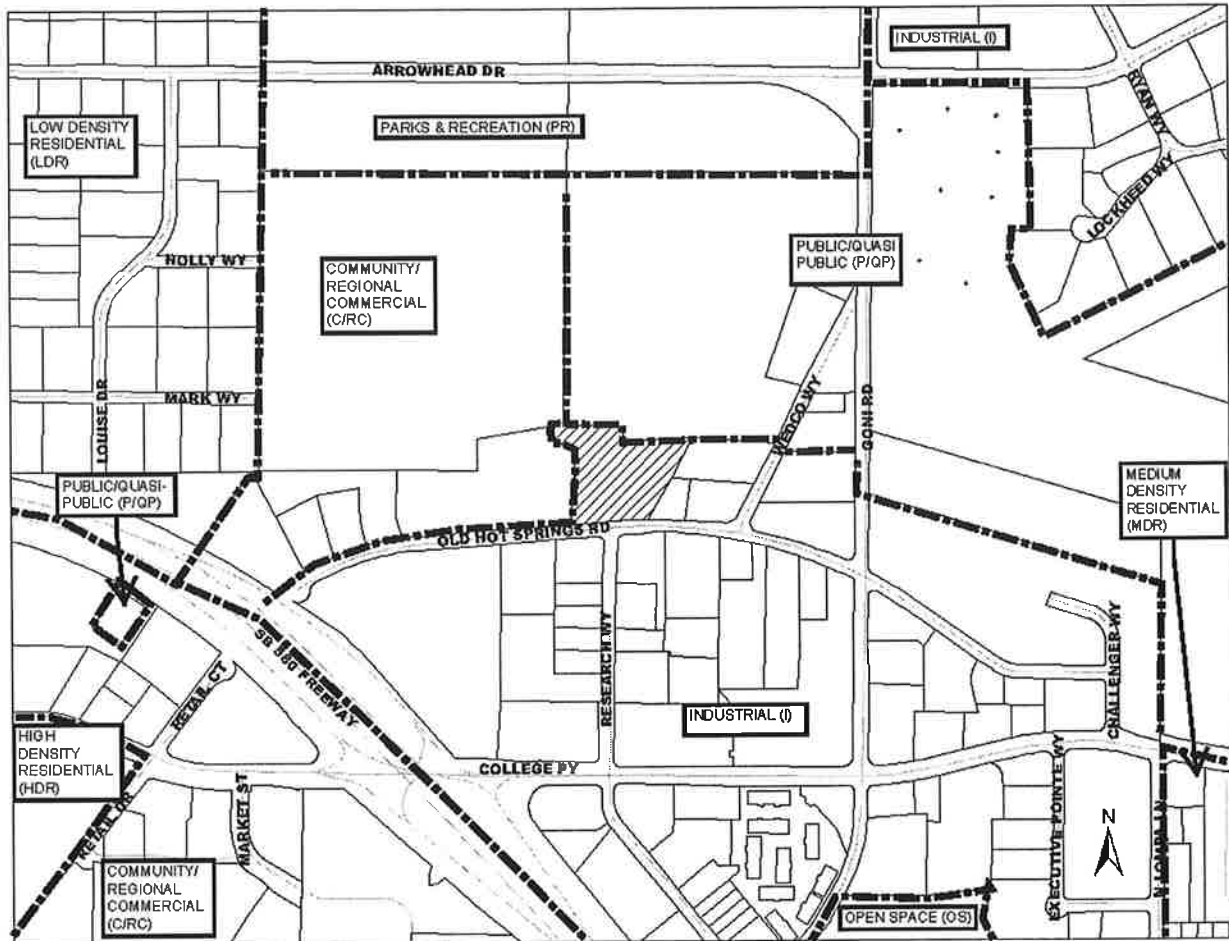 INDUSTRIAL (I)
ARROWHEAD DR
RYAN WY
LOW DENSITY
RESIDENTIAL
(LDR)
PARKS & RECREATION (PR)
LOCKHEED WY
HOLLY WY
COMMUNITY/
REGIONAL
COMMERCIAL
(C/RC)
PUBLIC/QUASI
PUBLIC (P/QP)
LOUISE DR
MARK WY
WEDCO WY
GONI RD
PUBLIC/QUASI-
PUBLIC (P/QP)
MEDIUM
DENSITY
RESIDENTIAL
(MDR)
OLD HOT SPRINGS RD
SB 580 FREEWAY
RETAIL CT
RESEARCH WY
CHALLENGER WY
INDUSTRIAL (I)
HIGH
DENSITY
RESIDENTIAL
(HDR)
COLLEGE PY
RETAIL DR
MARKET ST
EXECUTIVE POINTE WY
N LOMPA LN
N
COMMUNITY/
REGIONAL
COMMERCIAL
(C/RC)
OPEN SPACE (OS)